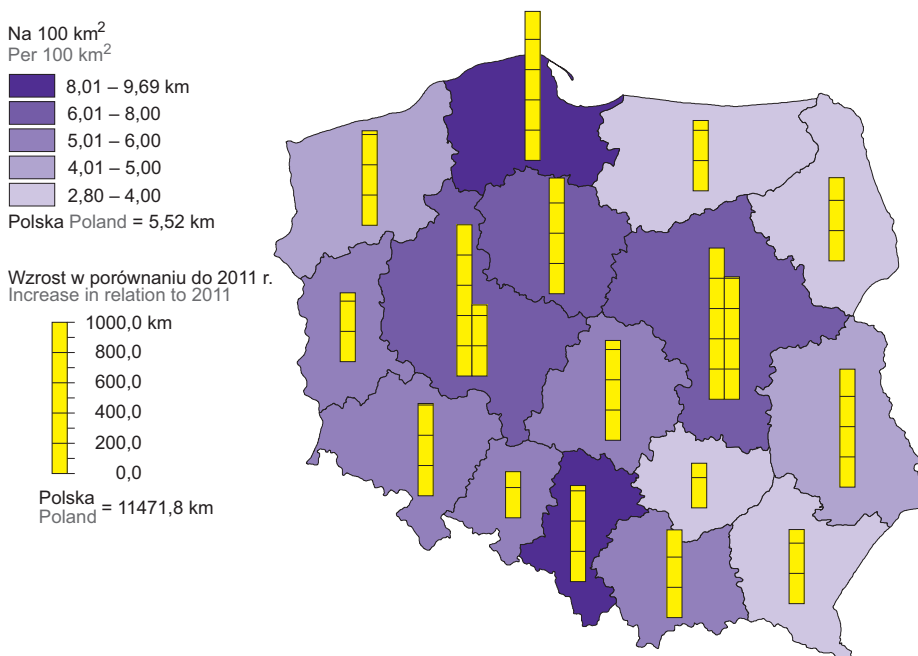 Na 100 km²
Per 100 km²
8,01 – 9,69 km
6,01 – 8,00
5,01 – 6,00
4,01 – 5,00
2,80 – 4,00
Polska Poland = 5,52 km
Wzrost w porównaniu do 2011 r.
Increase in relation to 2011
1000,0 km
800,0
600,0
400,0
200,0
0,0
Polska
Poland = 11471,8 km